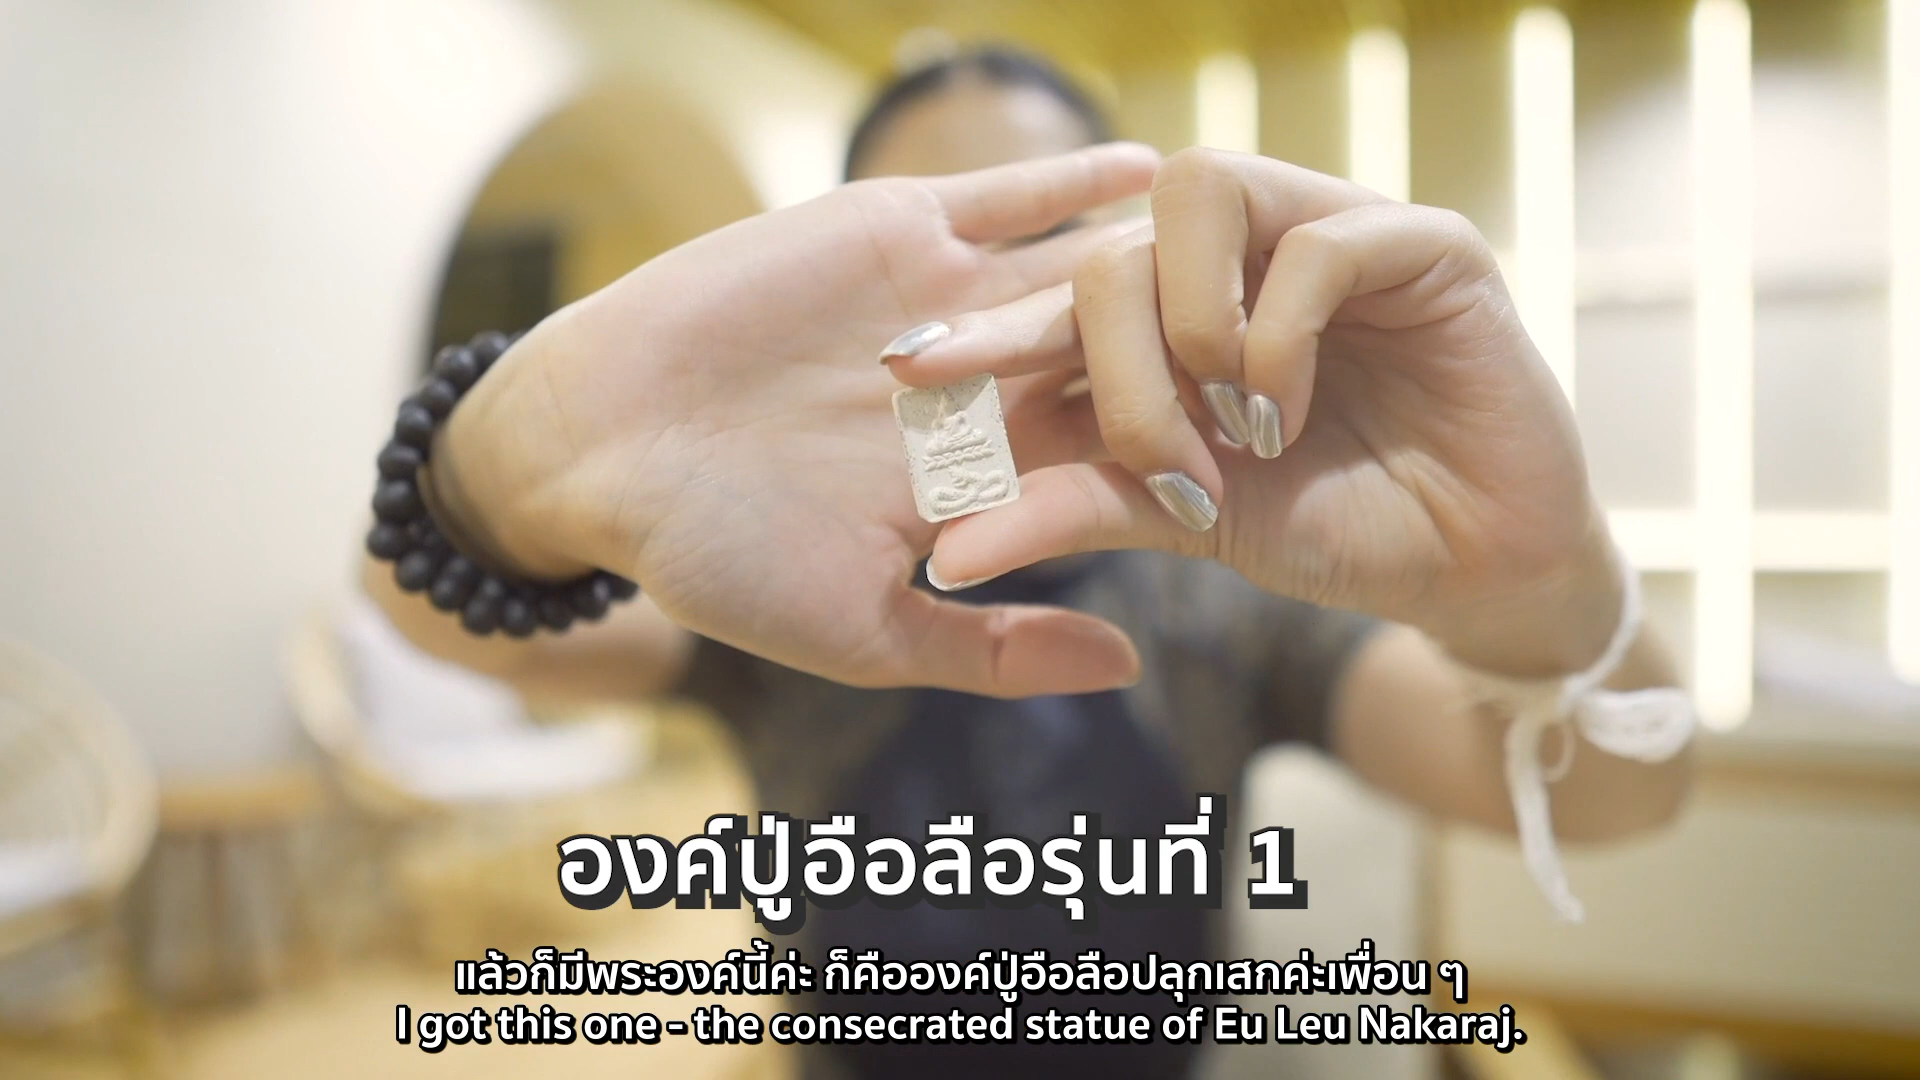 องค์ปู่อือลือรุ่นที่ 1
แล้วก็มีพระองค์นี้ค่ะ ก็คือองค์ปู่อือลือปลุกเสกค่ะเพื่อน ๆ
I got this one - the consecrated statue of Eu Leu Nakaraj.